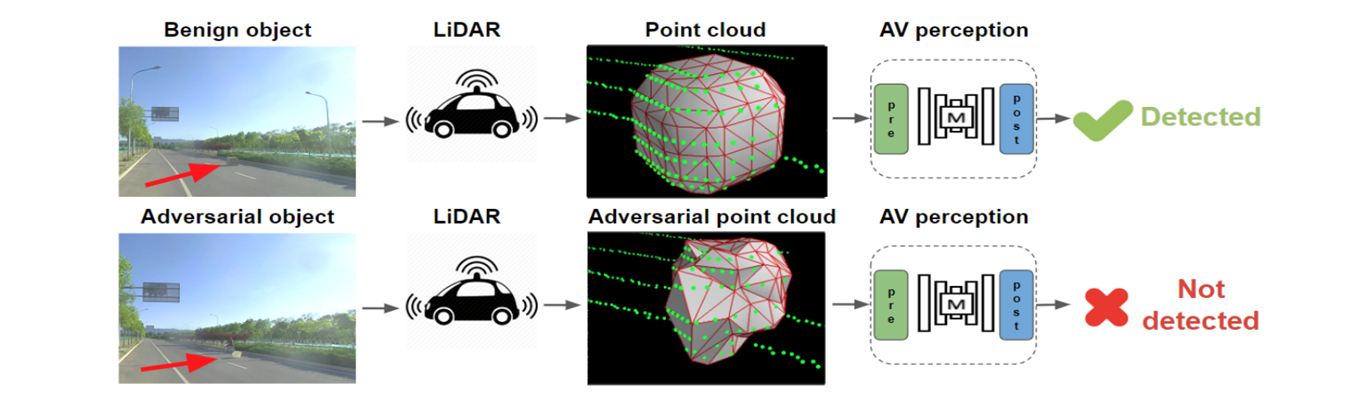 Benign object
LiDAR
Point cloud
AV perception
pre
M
post
Detected
Adversarial object
LiDAR
Adversarial point cloud
AV perception
pre
M
post
Not
detected